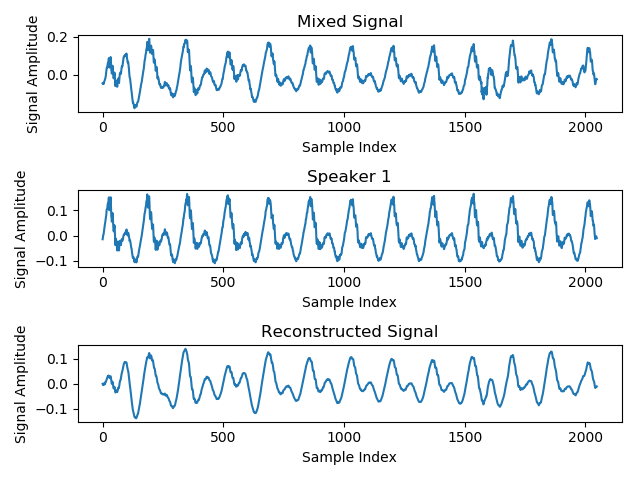 Mixed Signal
Signal Amplitude
0.2
0.0
0 500 1000 1500 2000
Sample Index
Speaker 1
Signal Amplitude
0.1
0.0
−0.1
0 500 1000 1500 2000
Sample Index
Reconstructed Signal
Signal Amplitude
0.1
0.0
−0.1
0 500 1000 1500 2000
Sample Index